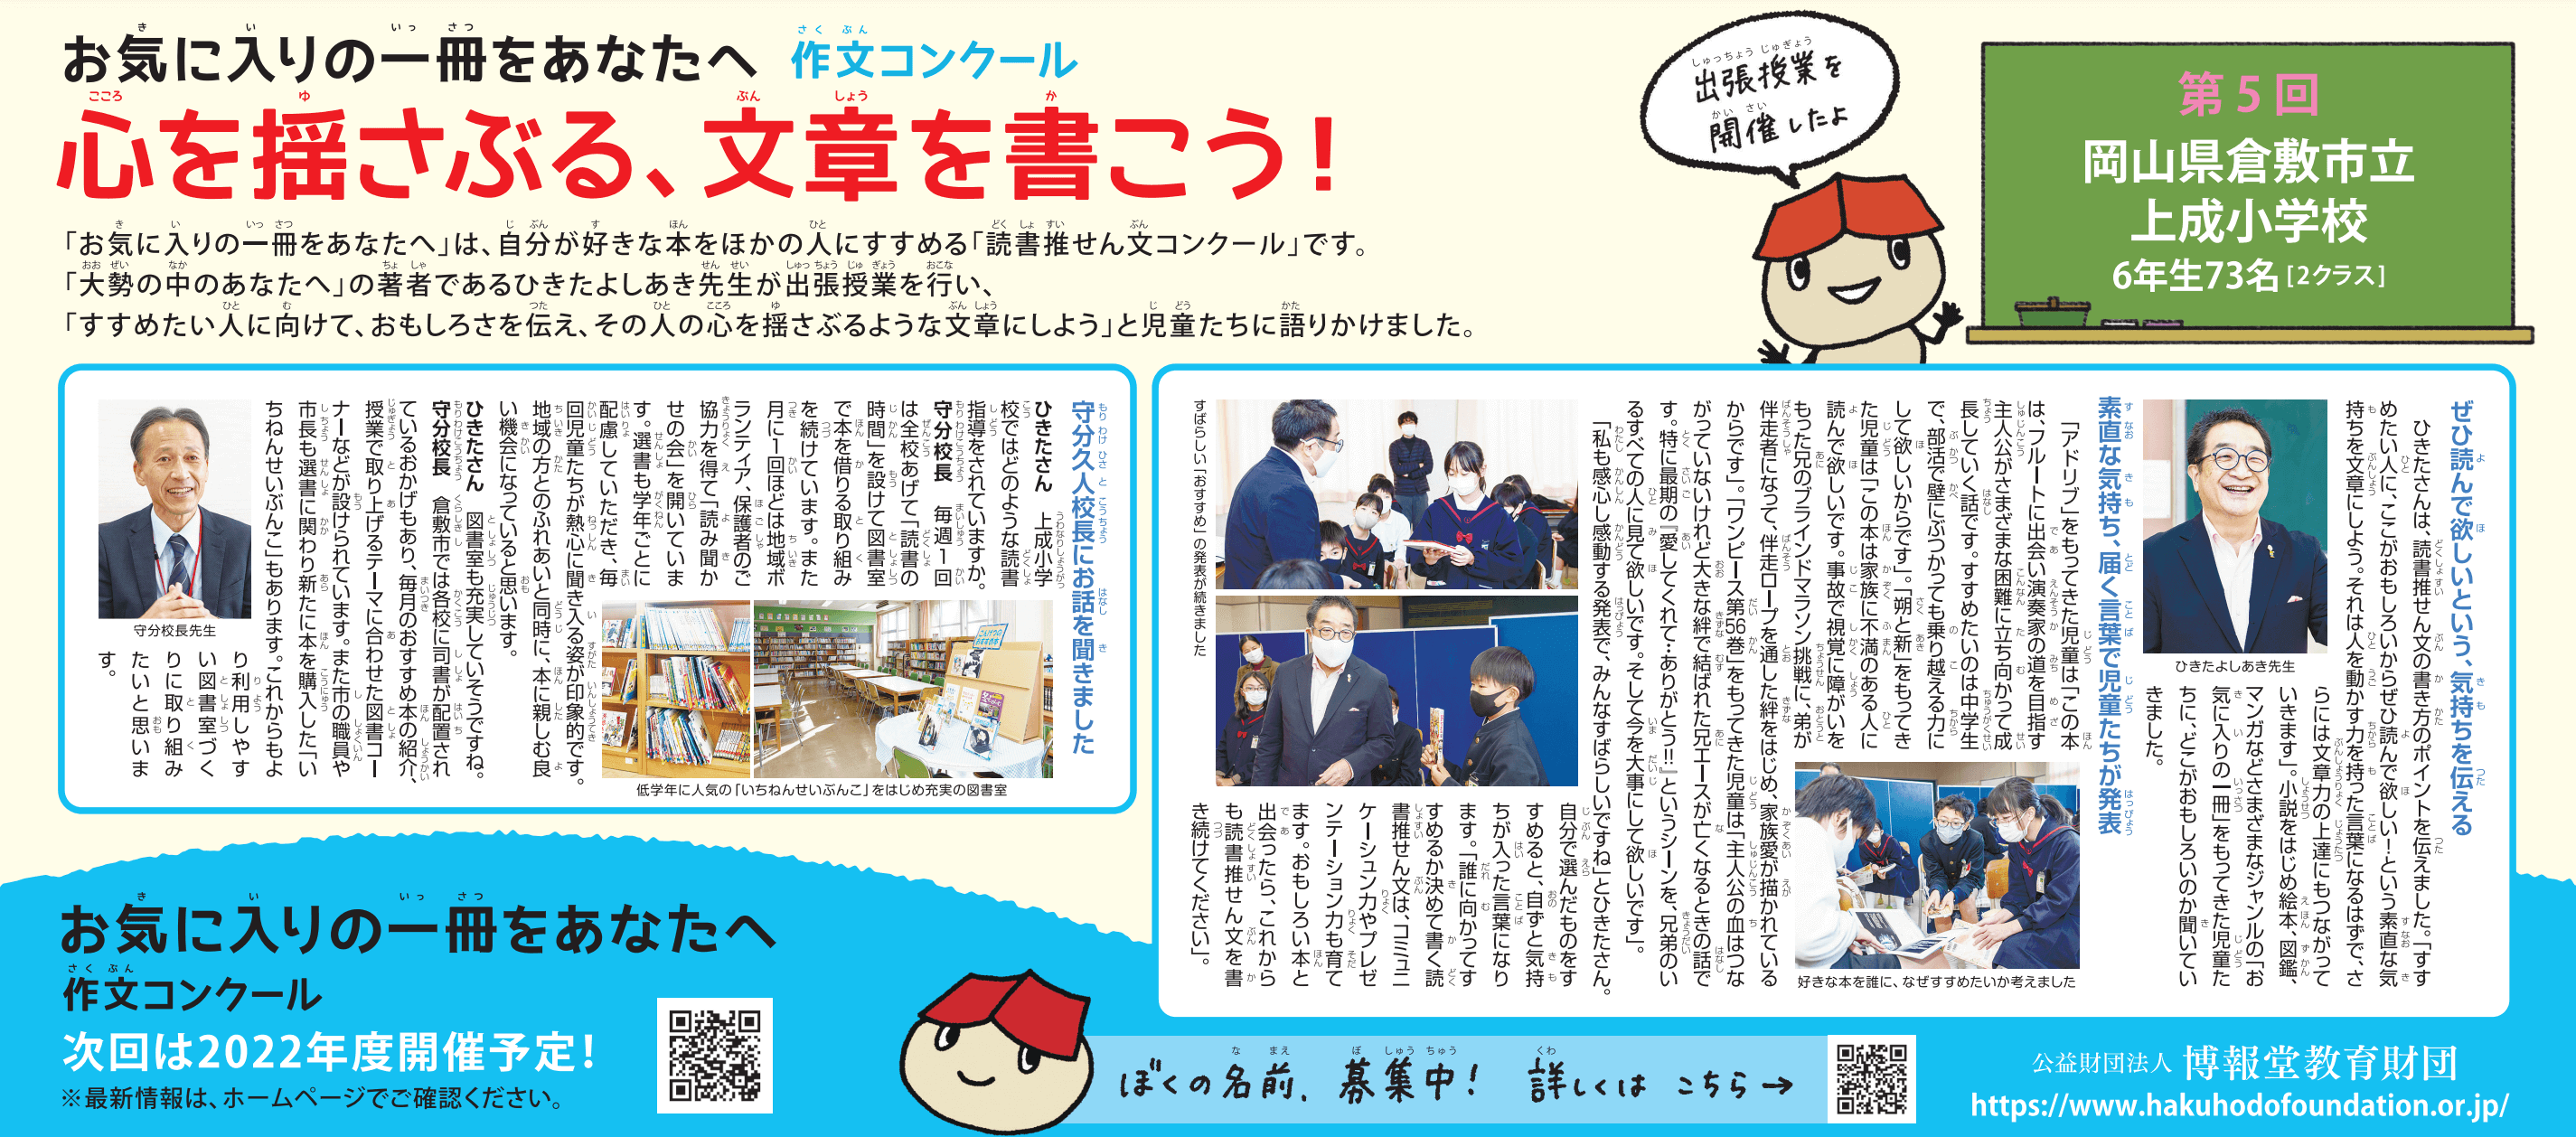 お気に入りの一冊をあなたへ 作文コンクール
心を揺さぶる、文章を書こう!
「お気に入りの一冊をあなたへ」は、自分が好きな本をほかの人にすすめる「読書推せん文コンクール」です。
「大勢の中のあなたへ」の著者であるひきたよしあき先生が出張授業を行い、
「すすめたい人に向けて、おもしろさを伝え、その人の心を揺さぶるような文章にしよう」と児童たちに語りかけました。
出張授業を
開催したよ
第5回
岡山県倉敷市立
上成小学校
6年生73名[2クラス]
ぜひ読んで欲しいという、気持ちを伝える
ひきたさんは、読書推せん文の書き方のポイントを伝えました。「すす
めたい人に、ここがおもしろいからぜひ読んで欲しい!という素直な気
持ちを文章にしよう。それは人を動かす力を持った言葉になるはずで、さ
らには文章力の上達にもつながって
いきます」。小説をはじめ絵本、図鑑、
マンガなどさまざまなジャンルの「お
気に入りの一冊」をもってきた児童た
ちに、どこがおもしろいのか聞いてい
きました。
ひきたよしあき先生
素直な気持ち、届く言葉で児童たちが発表
「アドリブ」をもってきた児童は「この本
は、フルートに出会い演奏家の道を目指す
主人公がさまざまな困難に立ち向かって成
長していく話です。すすめたいのは中学生
で、部活で壁にぶつかっても乗り越える力に
して欲しいからです」。「朔と新」をもってき
た児童は「この本は家族に不満のある人に
読んで欲しいです。事故で視覚に障がいを
もった兄のブラインドマラソン挑戦に、弟が
伴走者になって、伴走ロープを通した絆をはじめ、家族愛が描かれている
からです」。「ワンピース第56巻」をもってきた児童は「主人公の血はつな
がっていないけれど大きな絆で結ばれた兄エースが亡くなるときの話で
す。特に最期の『愛してくれて…ありがとう!!』というシーンを、兄弟のい
るすべての人に見て欲しいです。そして今を大事にして欲しいです」。
「私も感心し感動する発表で、みんなすばらしいですね」とひきたさん。
自分で選んだものをす
すめると、自ずと気持
ちが入った言葉になり
ます。「誰に向かってす
すめるか決めて書く読
書推せん文は、コミュニ
ケーション力やプレゼ
ンテーション力も育て
ます。おもしろい本と
出会ったら、これから
も読書推せん文を書
き続けてください」。
好きな本を誰に、なぜすすめたいか考えました
すばらしい「おすすめ」の発表が続きました
守分久人校長にお話を聞きました
ひきたさん 上成小学
校ではどのような読書
指導をされていますか。
守分校長 毎週1回
は全校あげて「読書の
時間」を設けて図書室
で本を借りる取り組み
を続けています。また
月に1回ほどは地域ボ
ランティア、保護者のご
協力を得て「読み聞か
せの会」を開いていま
す。選書も学年ごとに
配慮していただき、毎
回児童たちが熱心に聞き入る姿が印象的です。
地域の方とのふれあいと同時に、本に親しむ良
い機会になっていると思います。
ひきたさん 図書室も充実していそうですね。
守分校長 倉敷市では各校に司書が配置され
ているおかげもあり、毎月のおすすめ本の紹介、
授業で取り上げるテーマに合わせた図書コー
ナーなどが設けられています。また市の職員や
市長も選書に関わり新たに本を購入した「い
ちねんせいぶんこ」もあります。これからもよ
り利用しやす
い図書室づく
りに取り組み
たいと思いま
す。
守分校長先生
低学年に人気の「いちねんせいぶんこ」をはじめ充実の図書室
お気に入りの一冊をあなたへ
作文コンクール
次回は2022年度開催予定!
※最新情報は、ホームページでご確認ください。
ぼくの名前、募集中! 詳しくは こちら→
公益財団法人 博報堂教育財団
https://www.hakuhodofoundation.or.jp/